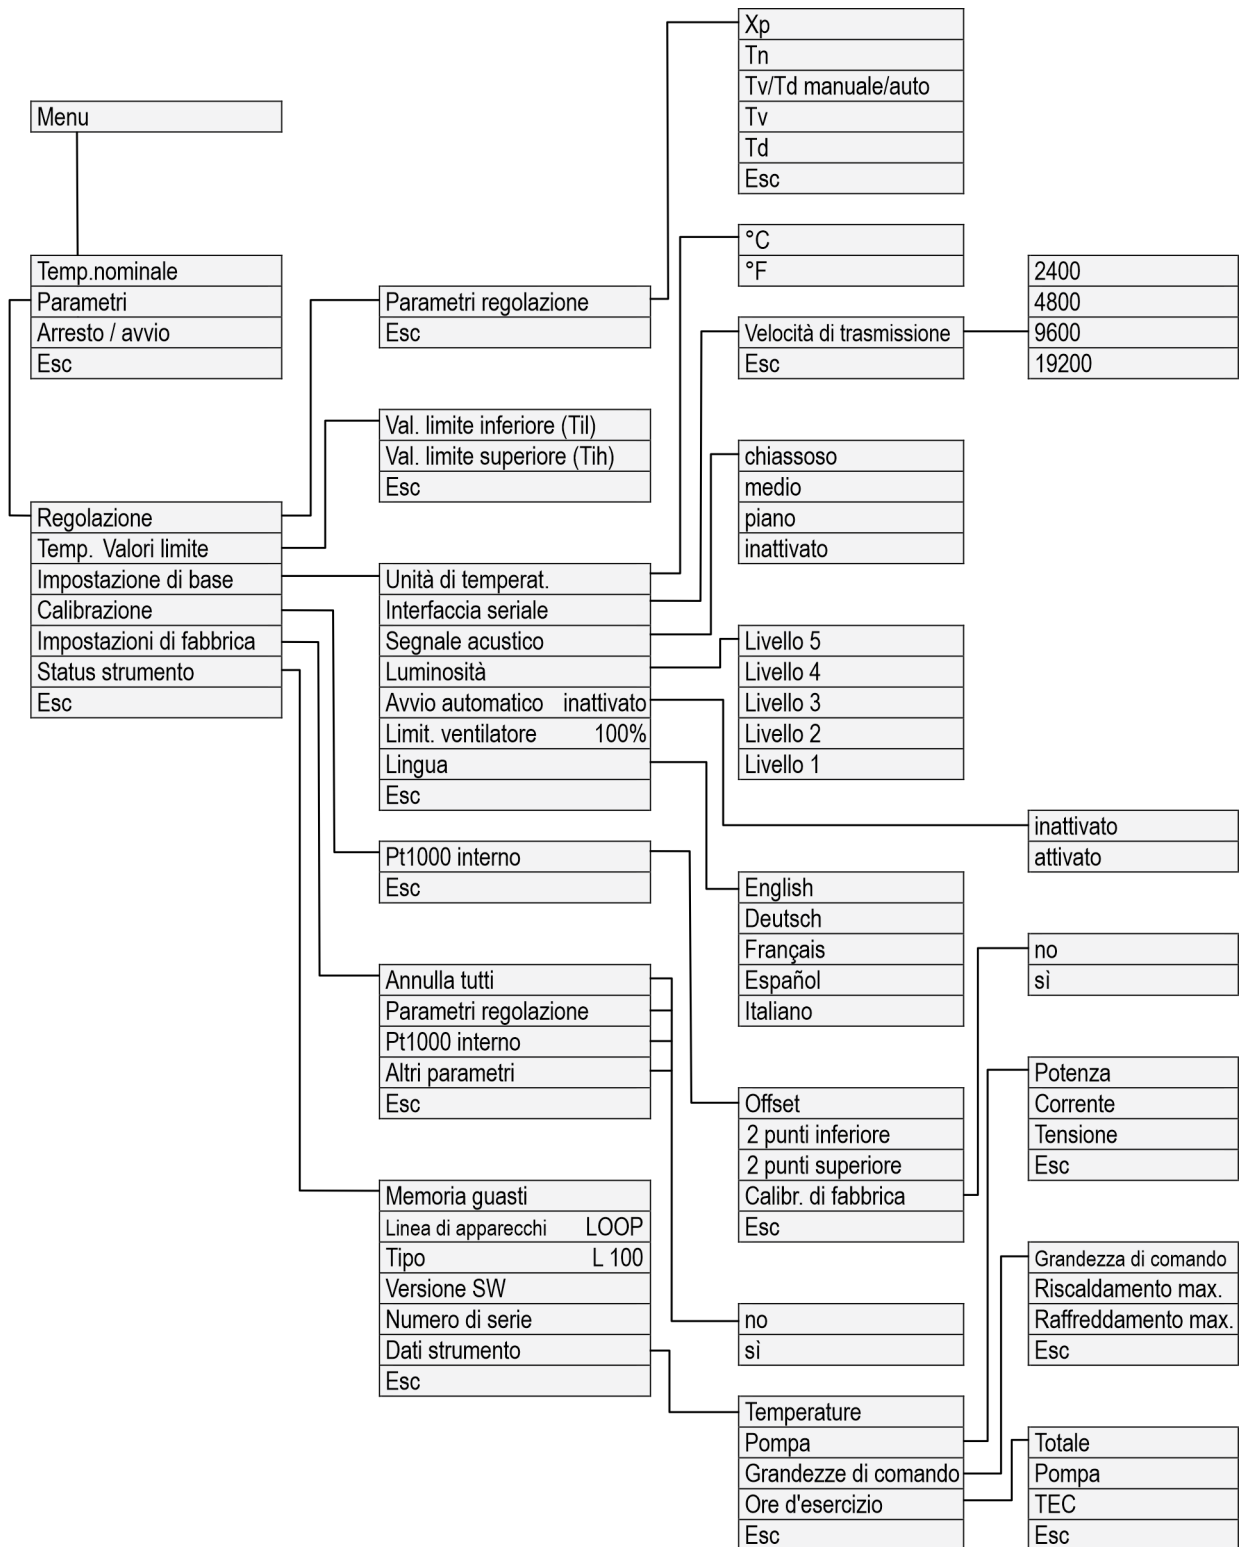 Menu
Temp.nominale
Parametri
Arresto / avvio
Esc
Regolazione
Temp. Valori limite
Impostazione di base
Calibrazione
Impostazioni di fabbrica
Status strumento
Esc
Parametri regolazione
Esc
Val. limite inferiore (Til)
Val. limite superiore (Tih)
Esc
Unità di temperat.
Interfaccia seriale
Segnale acustico
Luminosità
Avvio automatico inattivato
Limit. ventilatore 100%
Lingua
Esc
Pt1000 interno
Esc
Annulla tutti
Parametri regolazione
Pt1000 interno
Altri parametri
Esc
Memoria guasti
Linea di apparecchi LOOP
Tipo L 100
Versione SW
Numero di serie
Dati strumento
Esc
Xp
Tn
Tv/Td manuale/auto
Tv
Td
Esc
°C
°F
Velocità di trasmissione
Esc
chiassoso
medio
piano
inattivato
Livello 5
Livello 4
Livello 3
Livello 2
Livello 1
English
Deutsch
Français
Español
Italiano
Offset
2 punti inferiore
2 punti superiore
Calibr. di fabbrica
Esc
no
sì
Temperature
Pompa
Grandezze di comando
Ore d'esercizio
Esc
2400
4800
9600
19200
inattivato
attivato
no
sì
Potenza
Corrente
Tensione
Esc
Grandezza di comando
Riscaldamento max.
Raffreddamento max.
Esc
Totale
Pompa
TEC
Esc